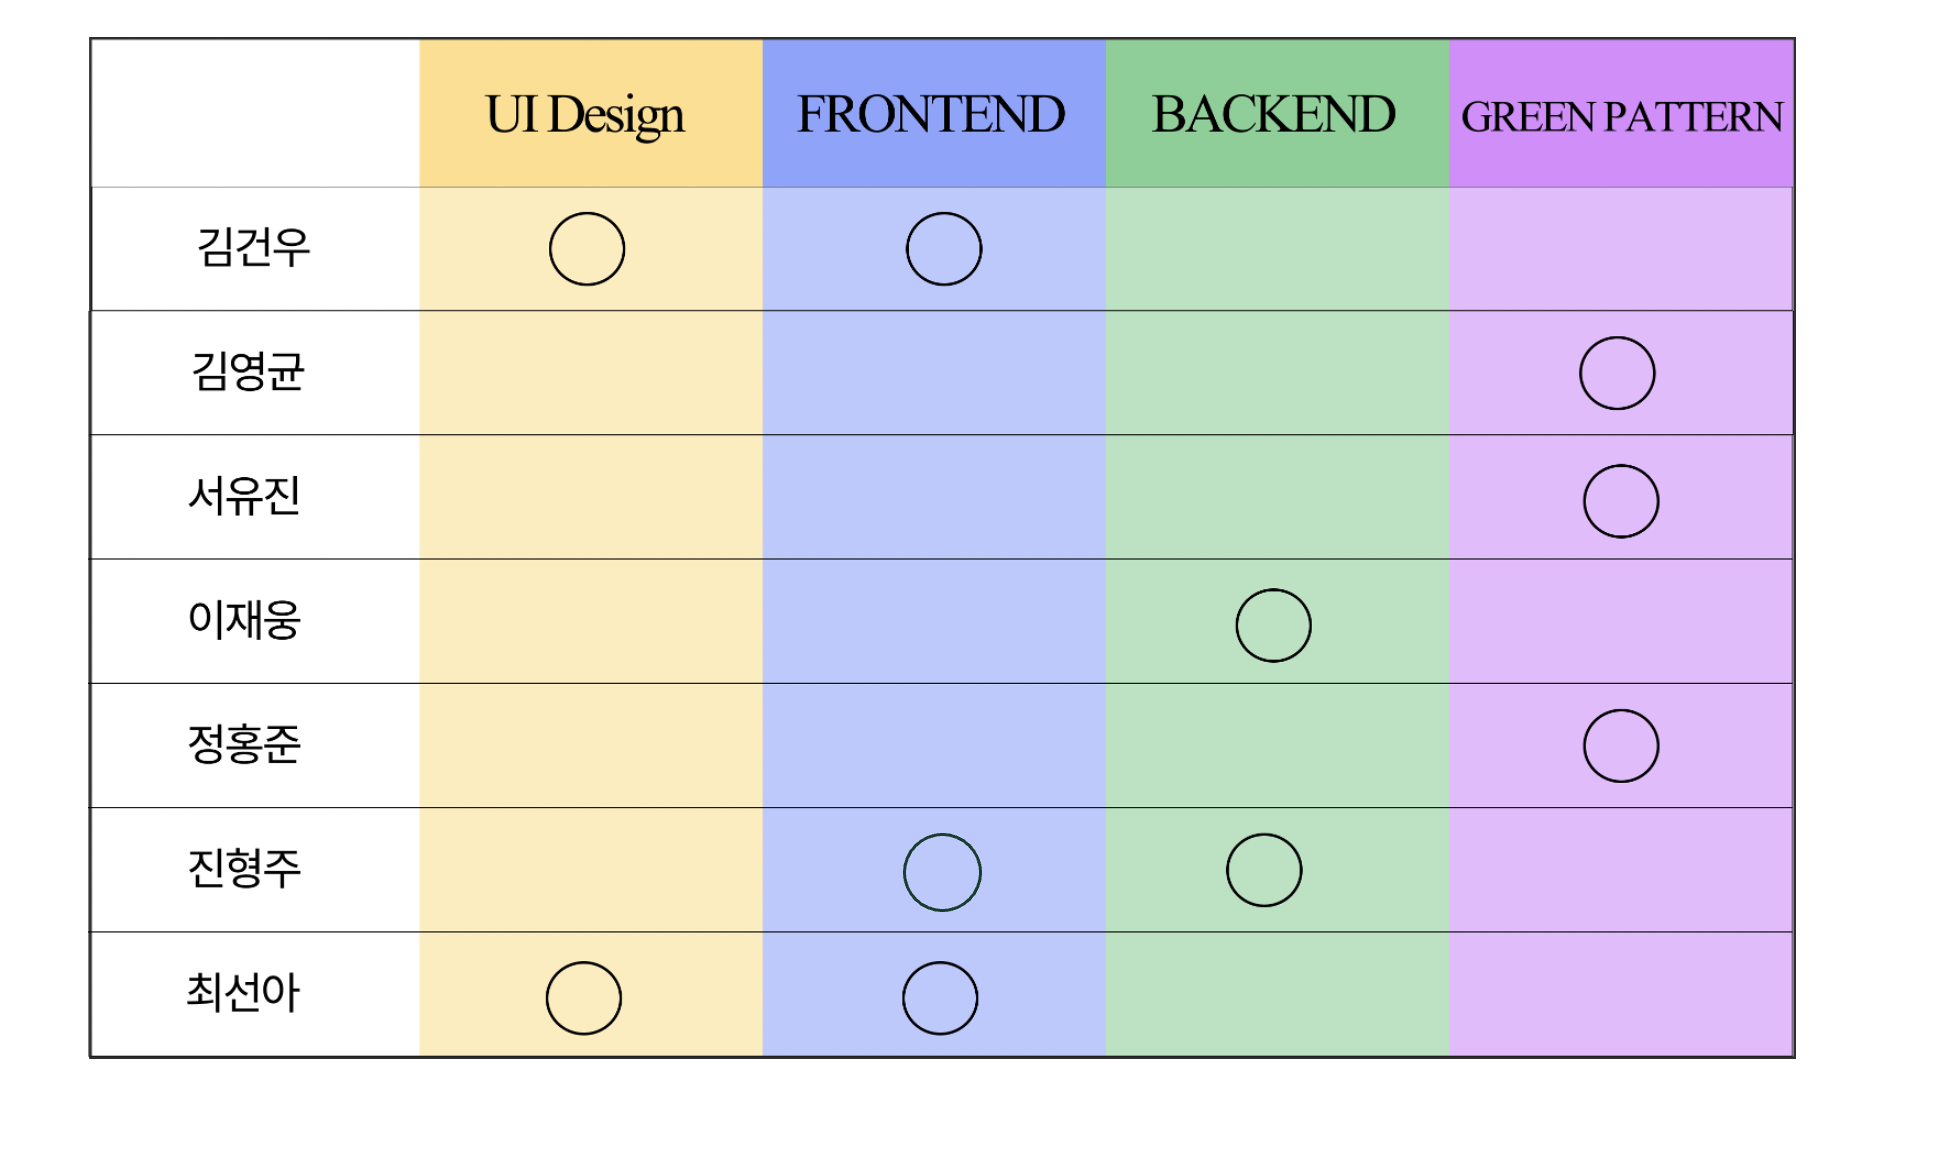 UI Design FRONTEND BACKEND GREEN PATTERN
김건우
김영균
서유진
이재웅
정홍준
진형주
최선아